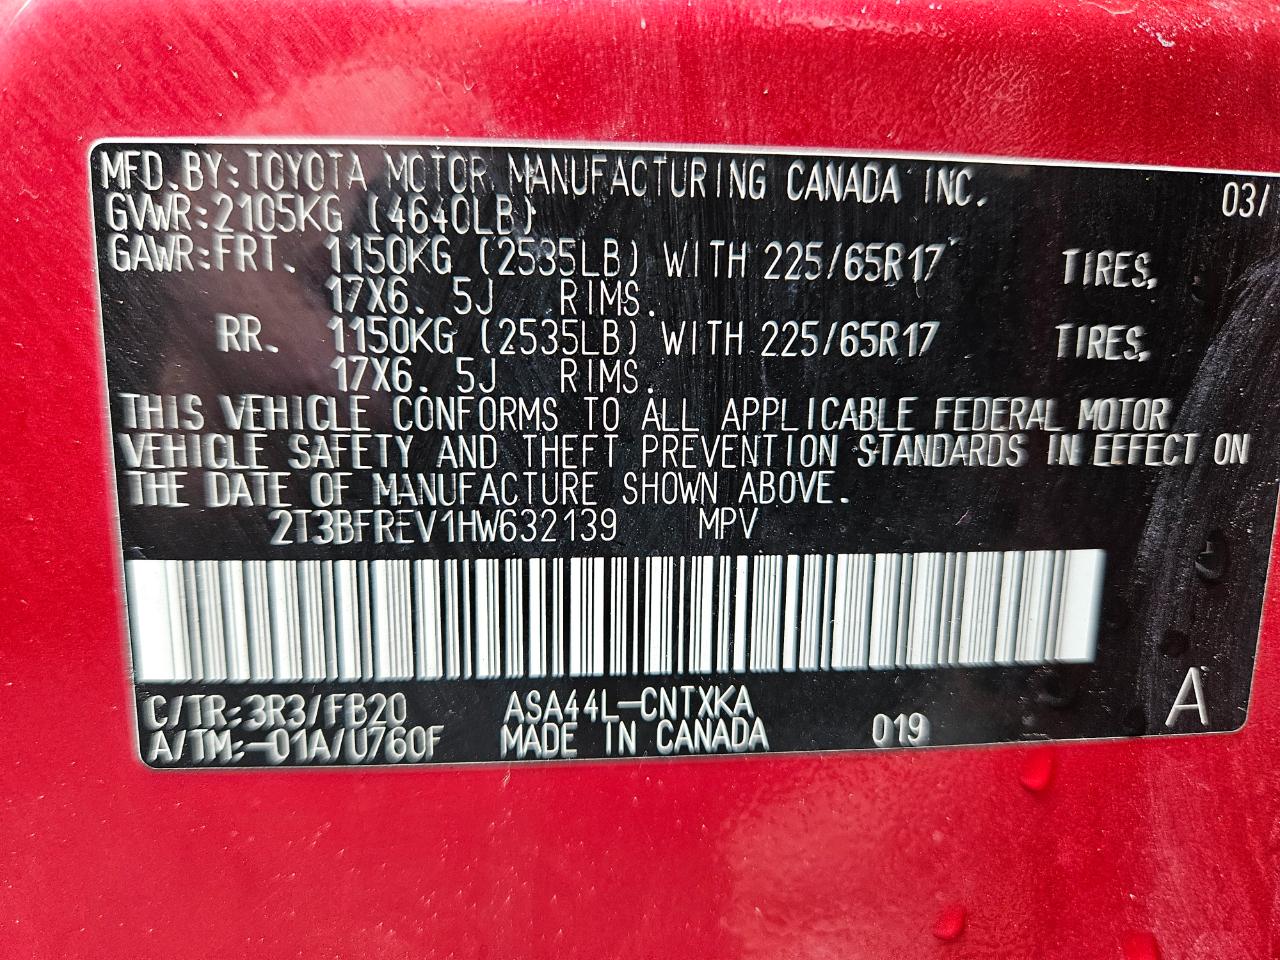 MFD.BY:TOYOTA MOTOR MANUFACTURING CANADA INC. 03/
GVWR:2105KG (4640LB)
GAWR:FRT. 1150KG (2535LB) WITH 225/65R17 TIRES,
17X6.5J RIMS.
RR. 1150KG (2535LB) WITH 225/65R17 TIRES,
17X6.5J RIMS.
THIS VEHICLE CONFORMS TO ALL APPLICABLE FEDERAL MOTOR
VEHICLE SAFETY AND THEFT PREVENTION STANDARDS IN EFFECT ON
THE DATE OF MANUFACTURE SHOWN ABOVE.
2T3BFREV1HW632139 MPV
C/TR:3R3/FB20 ASA44L-CNTXKA
A/TM:-01A/U760F MADE IN CANADA 019 A